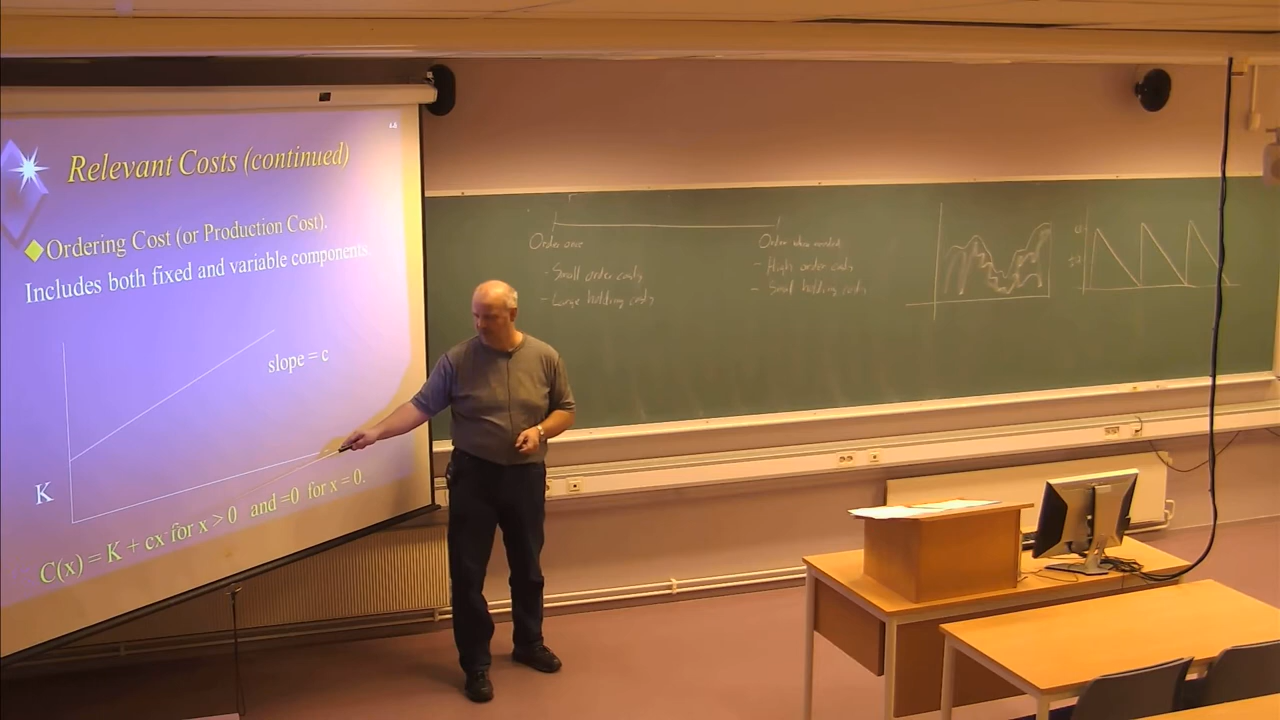 Relevant Costs (continued)
Ordering Cost (or Production Cost).
Includes both fixed and variable components.
slope = c
K
C(x) = K + cx for x > 0 and =0 for x = 0.
Order once
- Small order costs
- Large holding costs
Order when needed
- High order costs
- Small holding costs